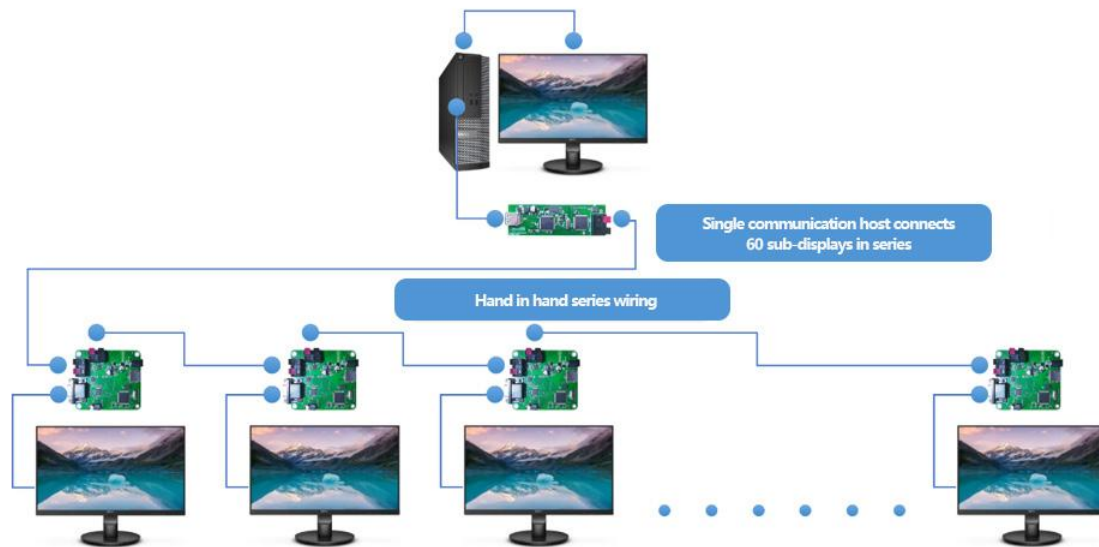 Single communication host connects
60 sub-displays in series
Hand in hand series wiring